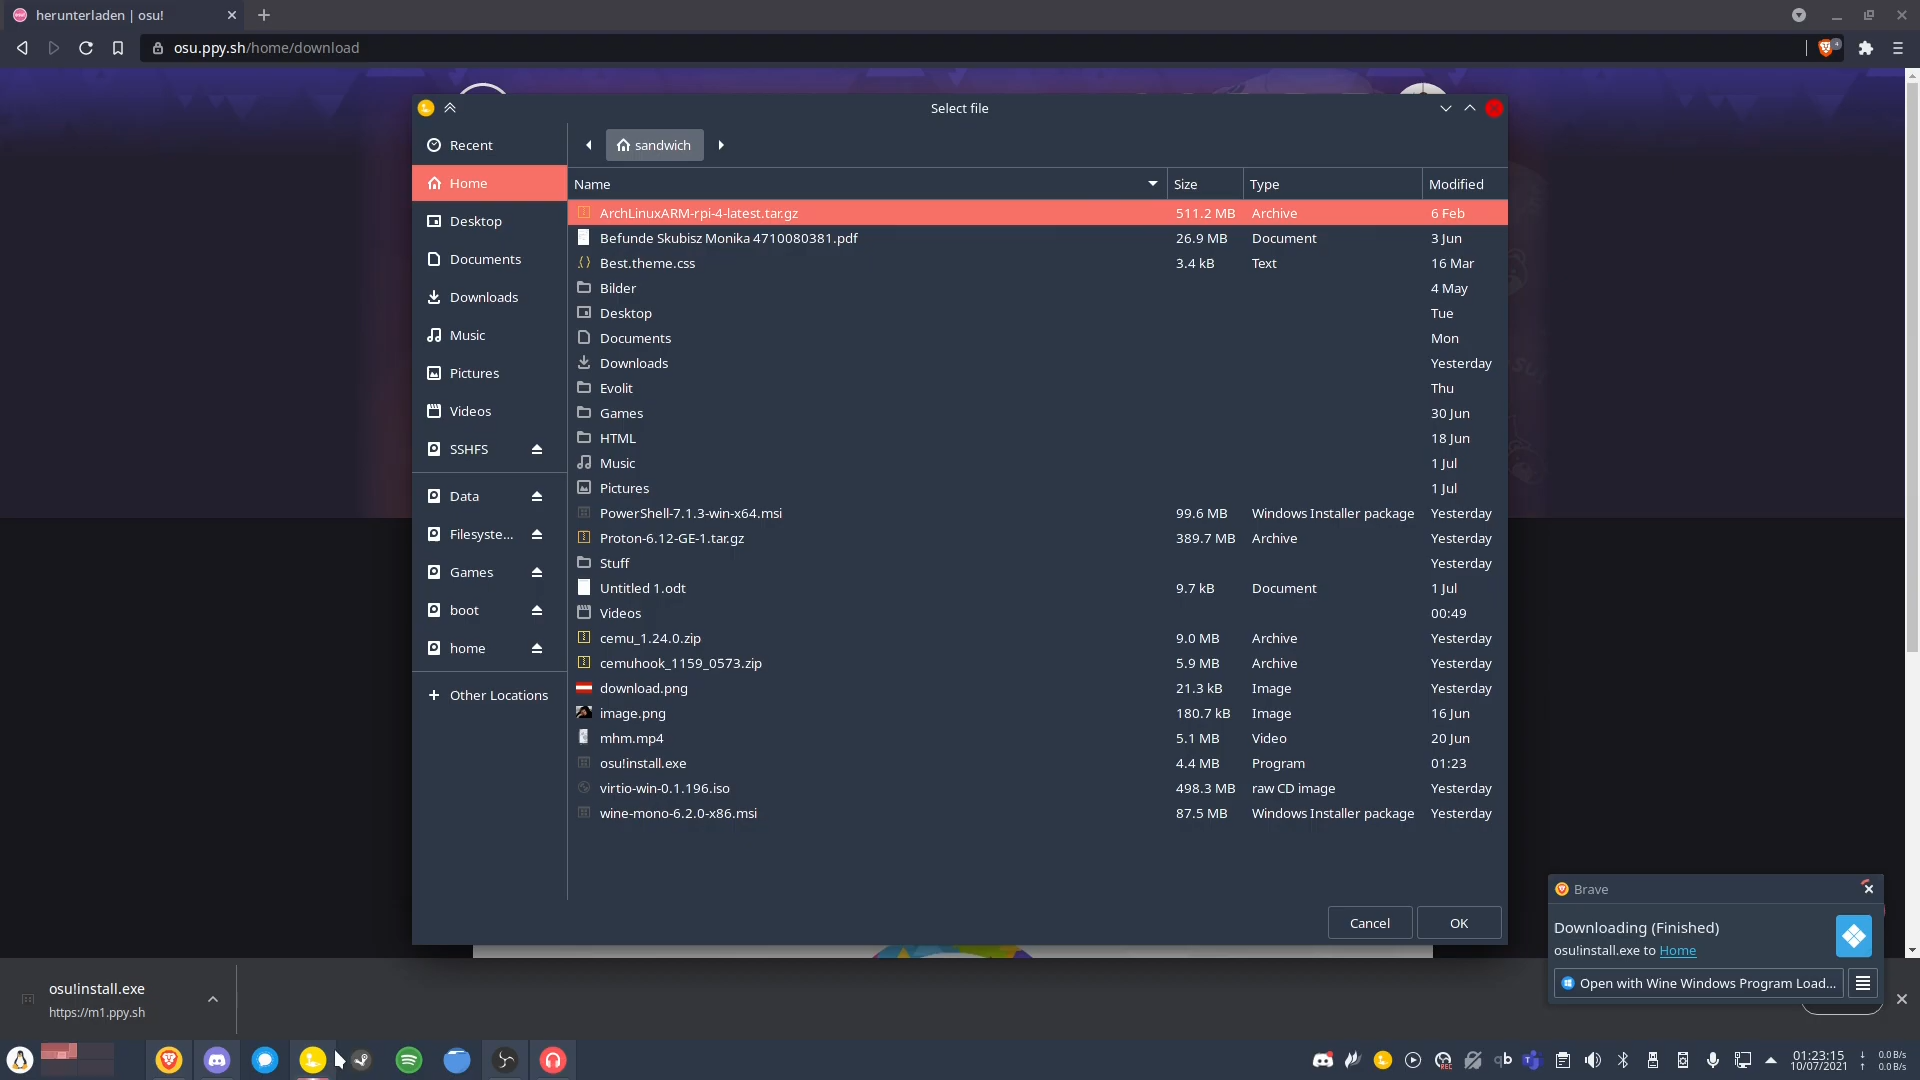 herunterladen | osu!
osu.ppy.sh/home/download
4
Select file
Recent
Home
Desktop
Documents
Downloads
Music
Pictures
Videos
SSHFS
Data
Filesyste...
Games
boot
home
Other Locations
sandwich
Name Size Type Modified
ArchLinuxARM-rpi-4-latest.tar.gz 511.2 MB Archive 6 Feb
Befunde Skubisz Monika 4710080381.pdf 26.9 MB Document 3 Jun
Best.theme.css 3.4 kB Text 16 Mar
Bilder 4 May
Desktop Tue
Documents Mon
Downloads Yesterday
Evolit Thu
Games 30 Jun
HTML 18 Jun
Music 1 Jul
Pictures 1 Jul
PowerShell-7.1.3-win-x64.msi 99.6 MB Windows Installer package Yesterday
Proton-6.12-GE-1.tar.gz 389.7 MB Archive Yesterday
Stuff Yesterday
Untitled 1.odt 9.7 kB Document 1 Jul
Videos 00:49
cemu_1.24.0.zip 9.0 MB Archive Yesterday
cemuhook_1159_0573.zip 5.9 MB Archive Yesterday
download.png 21.3 kB Image Yesterday
image.png 180.7 kB Image 16 Jun
mhm.mp4 5.1 MB Video 20 Jun
osu!install.exe 4.4 MB Program 01:23
virtio-win-0.1.196.iso 498.3 MB raw CD image Yesterday
wine-mono-6.2.0-x86.msi 87.5 MB Windows Installer package Yesterday
Cancel OK
Brave
Downloading (Finished)
osu!install.exe to Home
Open with Wine Windows Program Load...
osu!install.exe
https://m1.ppy.sh
REC
qb
01:23:15
10/07/2021
0.0 B/s
0.0 B/s